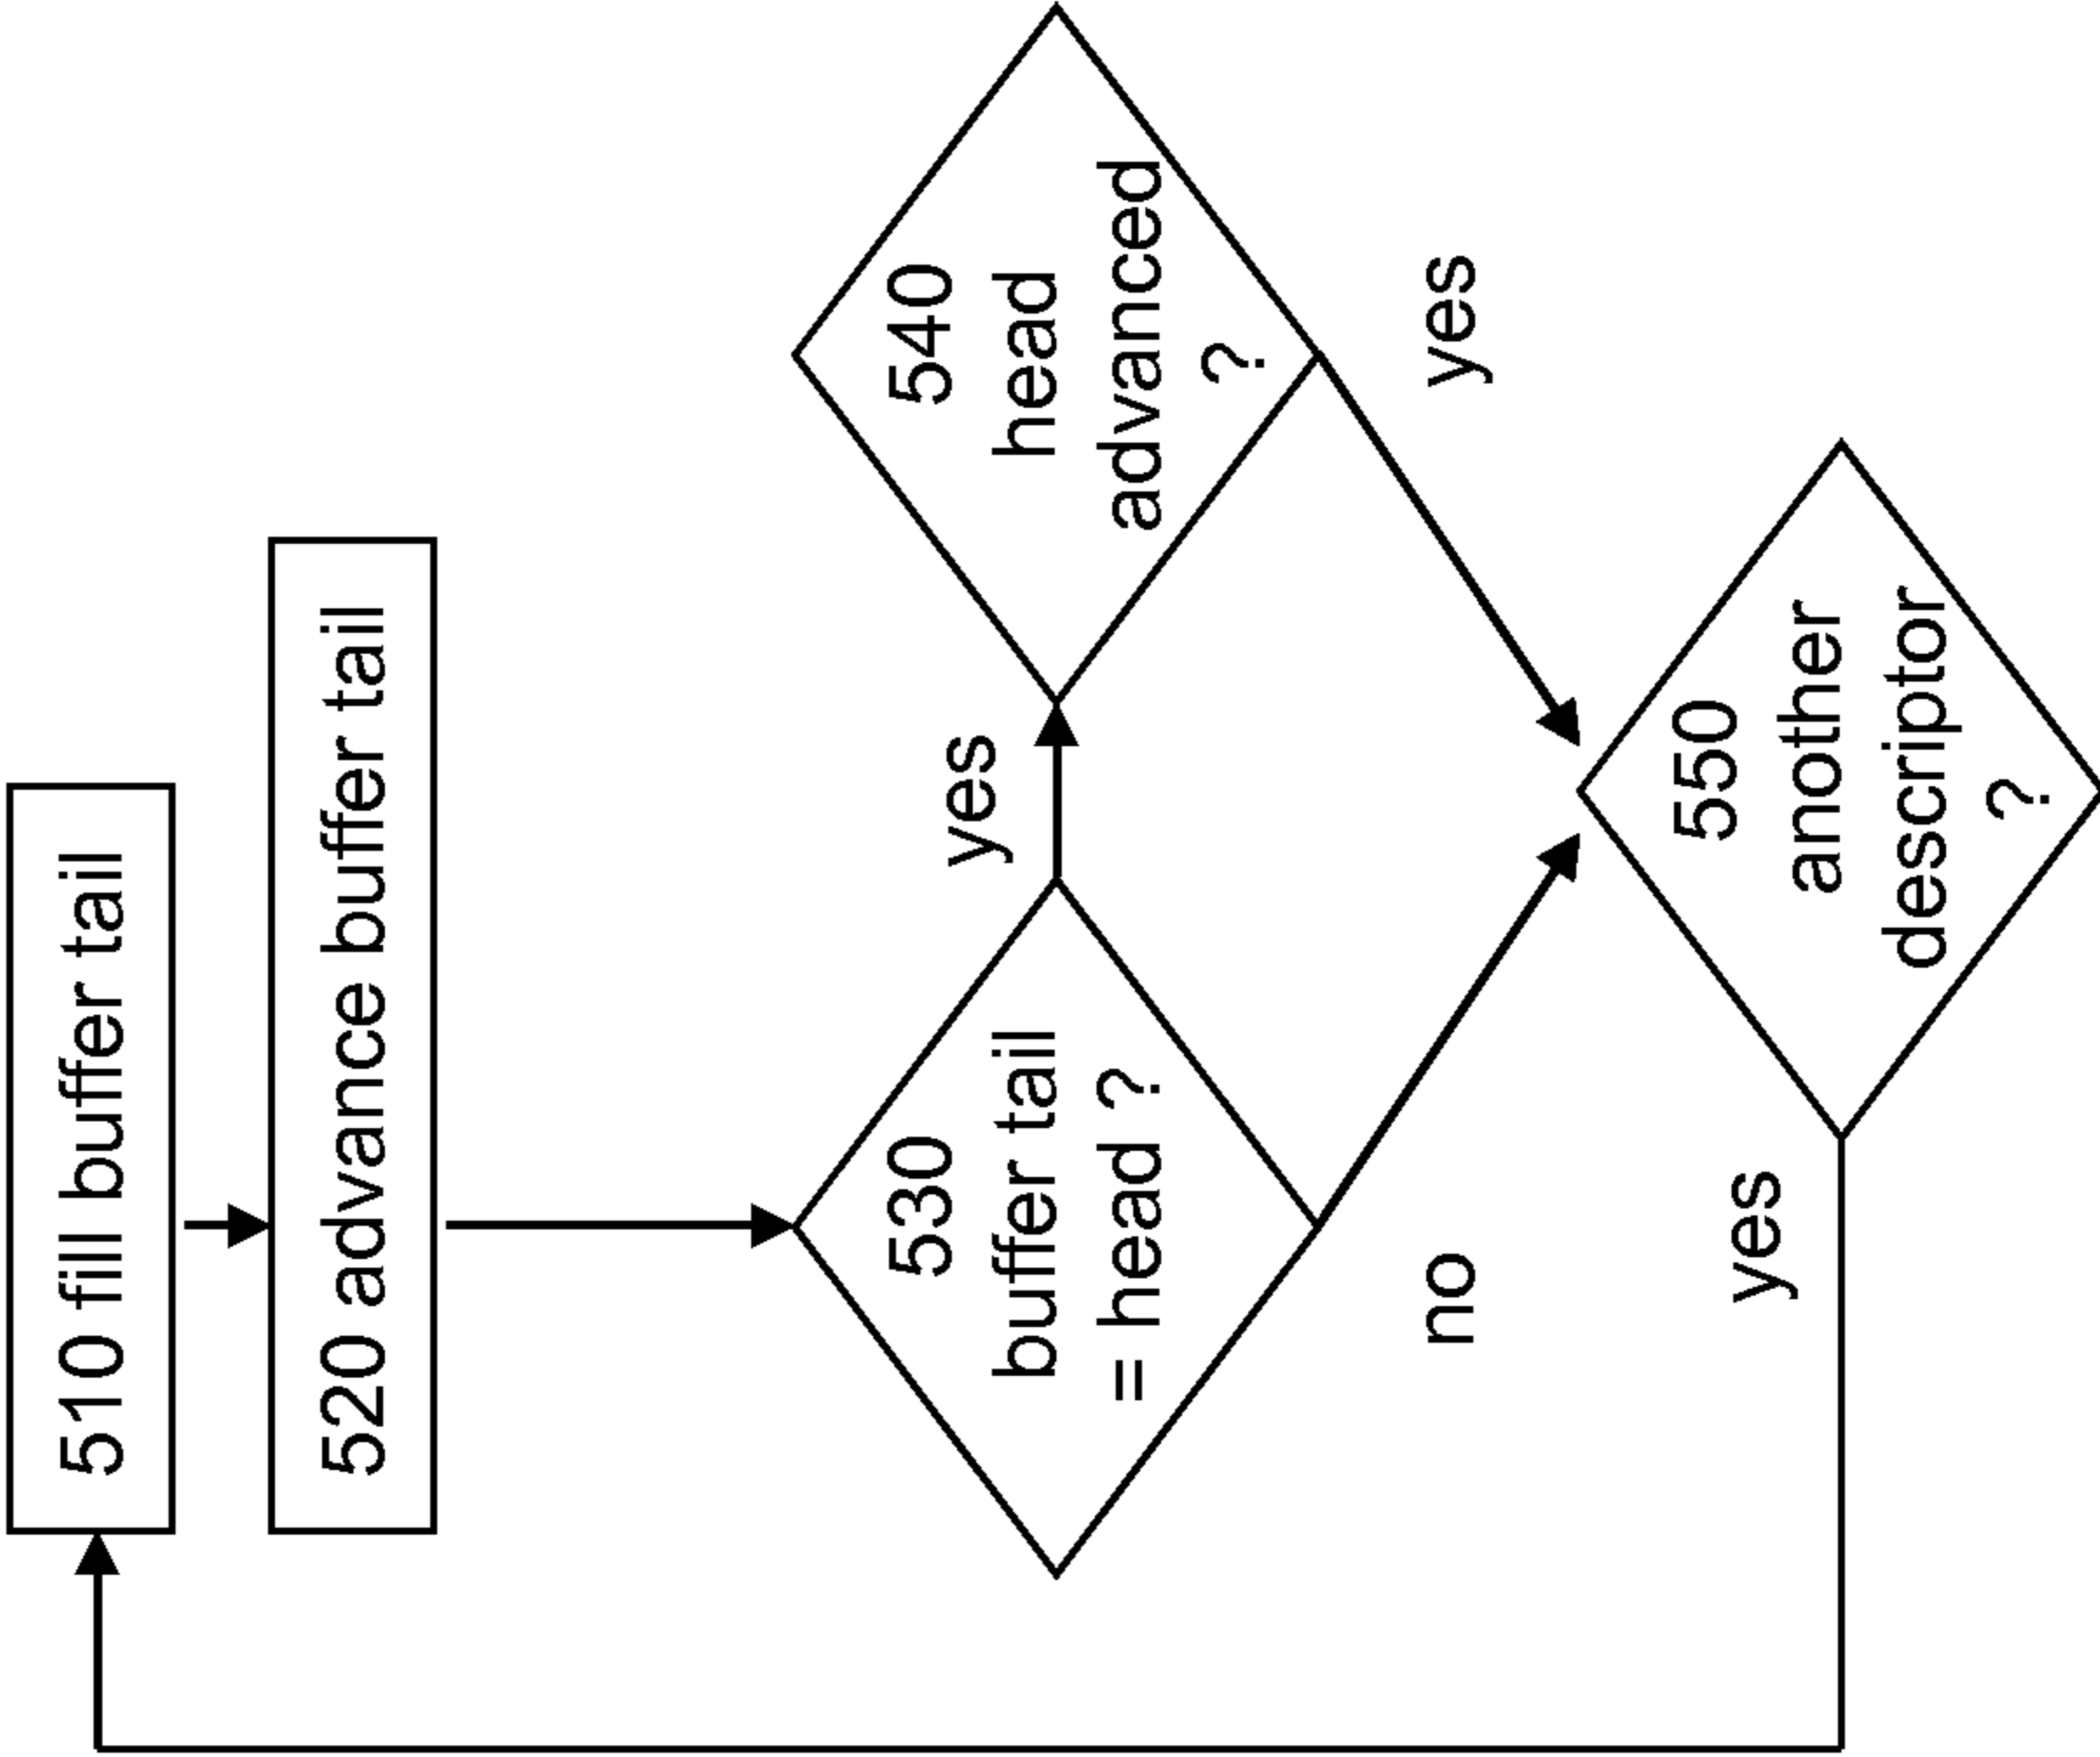 510 fill buffer tail
520 advance buffer tail
530
buffer tail
= head ?
yes
540
head
advanced
?
no
yes
550
another
descriptor
?
yes